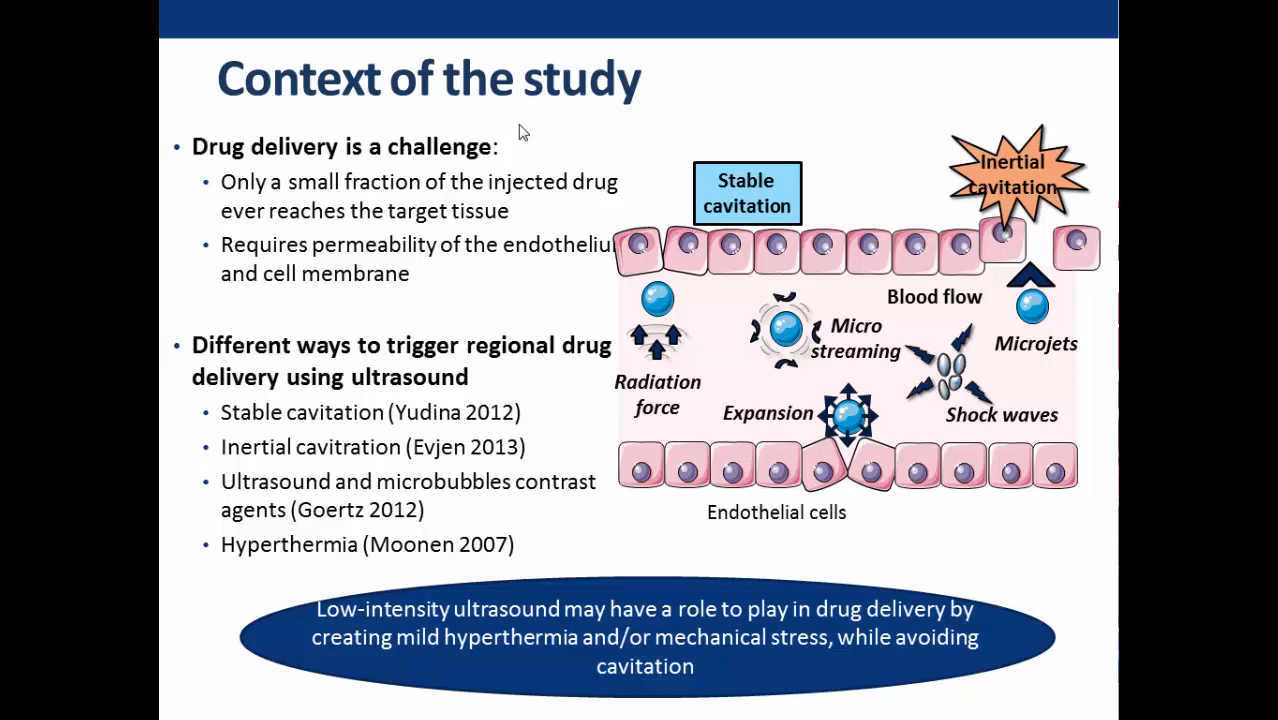 Context of the study
• Drug delivery is a challenge:
• Only a small fraction of the injected drug
ever reaches the target tissue
• Requires permeability of the endotheliu
and cell membrane
• Different ways to trigger regional drug
delivery using ultrasound
• Stable cavitation (Yudina 2012)
• Inertial cavitration (Evjen 2013)
• Ultrasound and microbubbles contrast
agents (Goertz 2012)
• Hyperthermia (Moonen 2007)
Stable
cavitation
Inertial
cavitation
Blood flow
Micro
streaming
Microjets
Radiation
force
Expansion
Shock waves
Endothelial cells
Low-intensity ultrasound may have a role to play in drug delivery by
creating mild hyperthermia and/or mechanical stress, while avoiding
cavitation